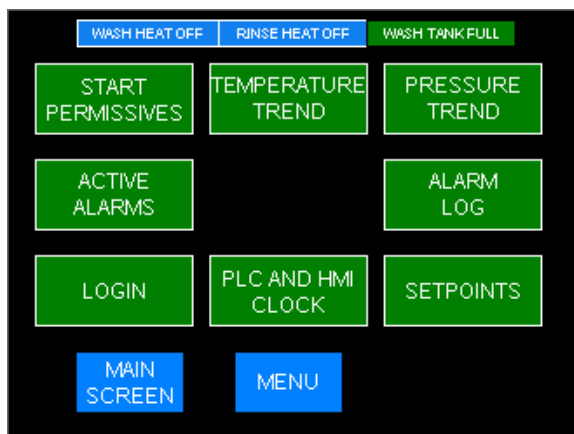 WASH HEAT OFF RINSE HEAT OFF WASH TANK FULL
START PERMISSIVES
TEMPERATURE TREND
PRESSURE TREND
ACTIVE ALARMS
ALARM LOG
LOGIN
PLC AND HMI CLOCK
SETPOINTS
MAIN SCREEN
MENU